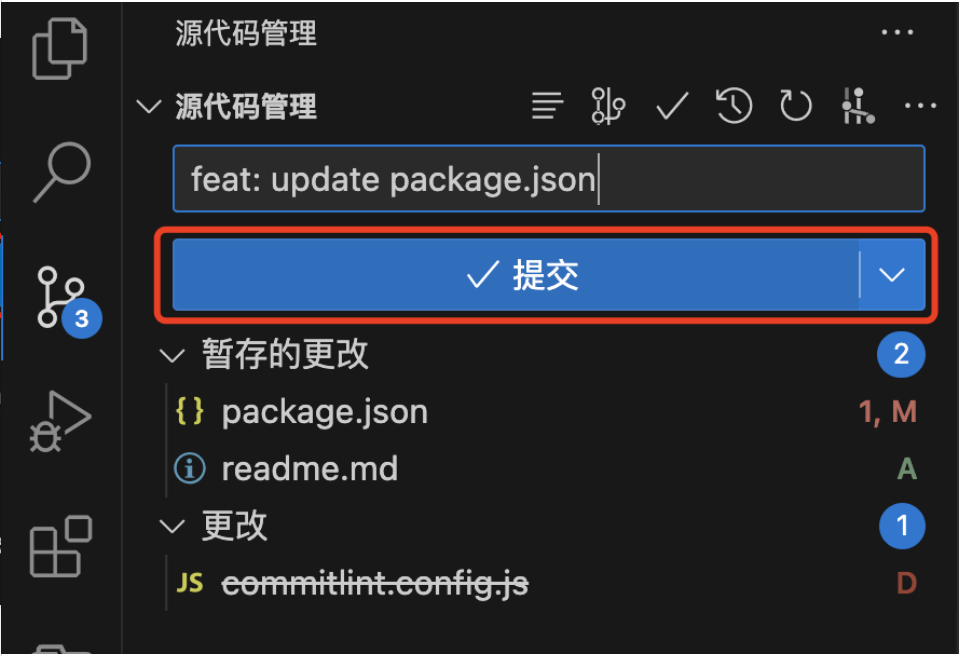 源代码管理
源代码管理
feat: update package.json
提交
3
暂存的更改 2
{} package.json 1, M
readme.md A
更改 1
JS commitlint.config.js D